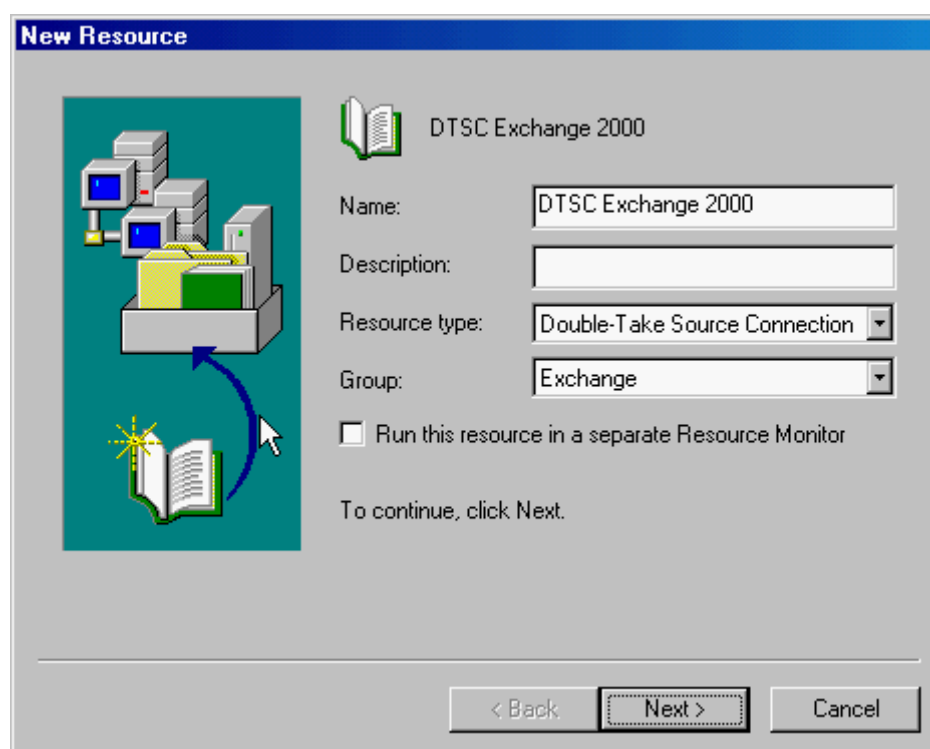 New Resource
DTSC Exchange 2000
Name: DTSC Exchange 2000
Description:
Resource type: Double-Take Source Connection
Group: Exchange
Run this resource in a separate Resource Monitor
To continue, click Next.
< Back Next > Cancel